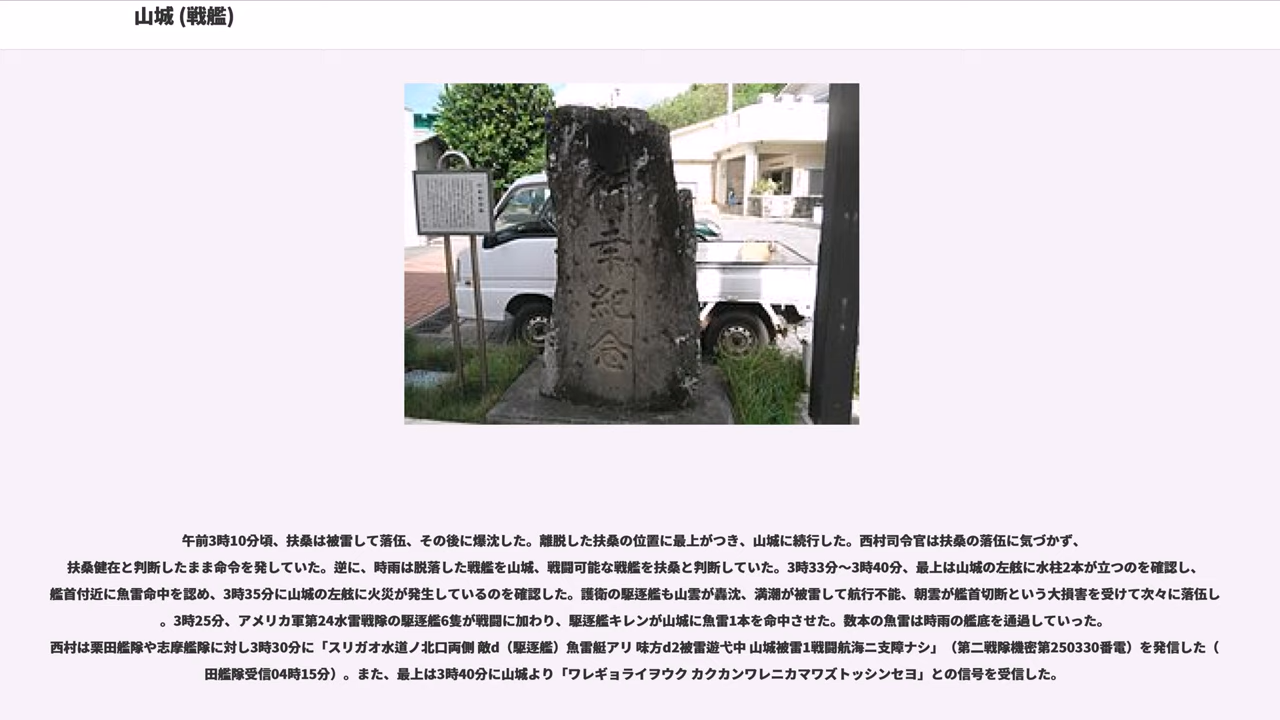 山城 (戦艦)
行幸紀念
午前3時10分頃、扶桑は被雷して落伍、その後に爆沈した。離脱した扶桑の位置に最上がつき、山城に続行した。西村司令官は扶桑の落伍に気づかず、
扶桑健在と判断したまま命令を発していた。逆に、時雨は脱落した戦艦を山城、戦闘可能な戦艦を扶桑と判断していた。3時33分〜3時40分、最上は山城の左舷に水柱2本が立つのを確認し、
艦首付近に魚雷命中を認め、3時35分に山城の左舷に火災が発生しているのを確認した。護衛の駆逐艦も山雲が轟沈、満潮が被雷して航行不能、朝雲が艦首切断という大損害を受けて次々に落伍し
。3時25分、アメリカ軍第24水雷戦隊の駆逐艦6隻が戦闘に加わり、駆逐艦キレンが山城に魚雷1本を命中させた。数本の魚雷は時雨の艦底を通過していった。
西村は栗田艦隊や志摩艦隊に対し3時30分に「スリガオ水道ノ北口両側 敵d（駆逐艦）魚雷艇アリ 味方d2被雷遊弋中 山城被雷1戦闘航海ニ支障ナシ」（第二戦隊機密第250330番電）を発信した（
田艦隊受信04時15分）。また、最上は3時40分に山城より「ワレギョライヲウク カクカンワレニカマワズトッシンセヨ」との信号を受信した。